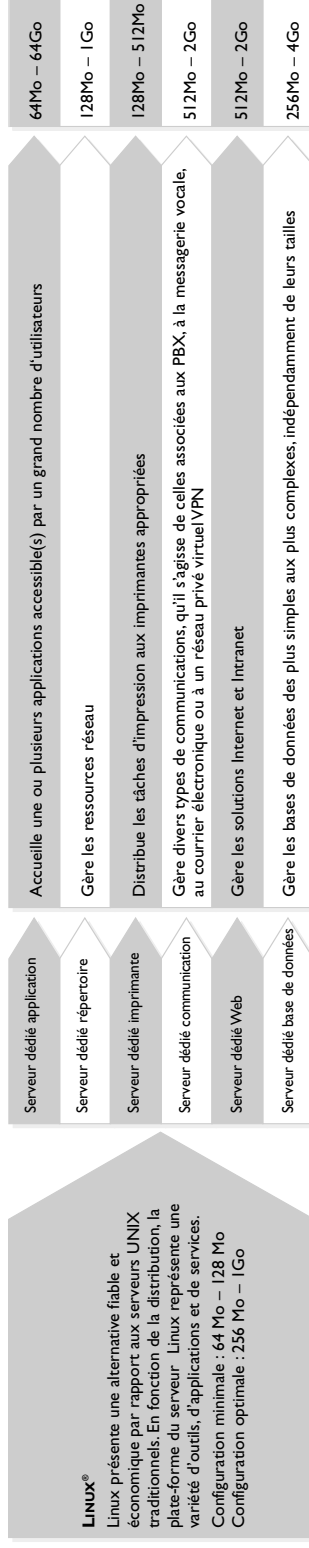 LINUX®
Linux présente une alternative fiable et
économique par rapport aux serveurs UNIX
traditionnels. En fonction de la distribution, la
plate-forme du serveur Linux représente une
variété d'outils, d'applications et de services.
Configuration minimale : 64 Mo – 128 Mo
Configuration optimale : 256 Mo – 1Go
Serveur dédié application
Accueille une ou plusieurs applications accessible(s) par un grand nombre d'utilisateurs
64Mo – 64Go
Serveur dédié répertoire
Gère les ressources réseau
128Mo – 1Go
Serveur dédié imprimante
Distribue les tâches d'impression aux imprimantes appropriées
128Mo – 512Mo
Serveur dédié communication
Gère divers types de communications, qu'il s'agisse de celles associées aux PBX, à la messagerie vocale,
au courrier électronique ou à un réseau privé virtuel VPN
512Mo – 2Go
Serveur dédié Web
Gère les solutions Internet et Intranet
512Mo – 2Go
Serveur dédié base de données
Gère les bases de données des plus simples aux plus complexes, indépendamment de leurs tailles
256Mo – 4Go